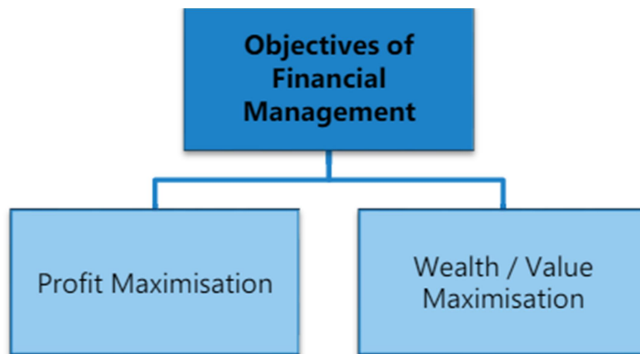 Objectives of
Financial
Management
Profit Maximisation
Wealth / Value
Maximisation